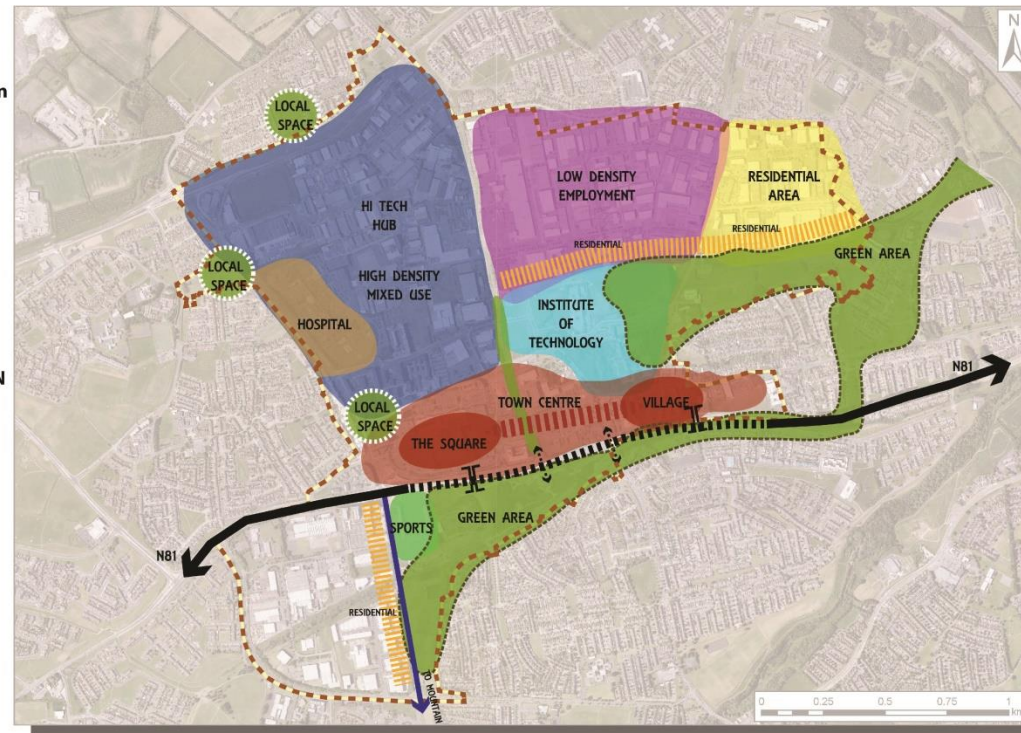 N
LOCAL
SPACE
HI TECH
HUB
LOW DENSITY
EMPLOYMENT
RESIDENTIAL
AREA
RESIDENTIAL
RESIDENTIAL
GREEN AREA
LOCAL
SPACE
HIGH DENSITY
MIXED USE
HOSPITAL
INSTITUTE
OF
TECHNOLOGY
N81
TOWN CENTRE
VILLAGE
LOCAL
SPACE
THE SQUARE
SPORTS
GREEN AREA
N81
RESIDENTIAL
TO MOUNTAIN
0 0.25 0.5 0.75 1